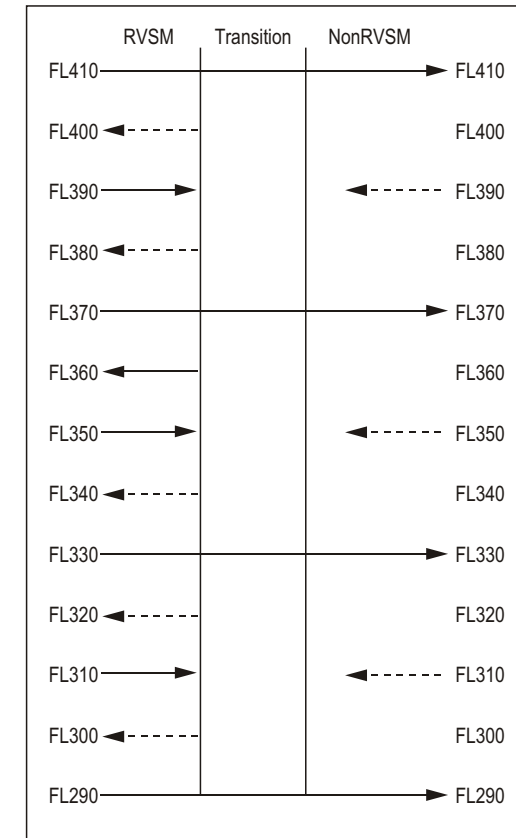 RVSM Transition NonRVSM
FL410 FL410
FL400 FL400
FL390 FL390
FL380 FL380
FL370 FL370
FL360 FL360
FL350 FL350
FL340 FL340
FL330 FL330
FL320 FL320
FL310 FL310
FL300 FL300
FL290 FL290